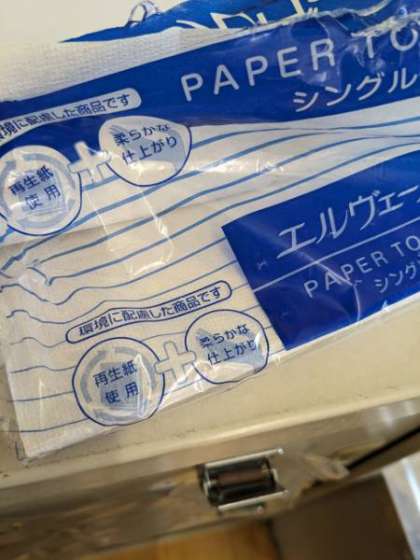 PAPER TO
シングル
環境に配慮した商品です
再生紙
使用
柔らかな
仕上がり
エルヴェー
PAPER TO
シング
環境に配慮した商品です
再生紙
使用
柔らかな
仕上がり